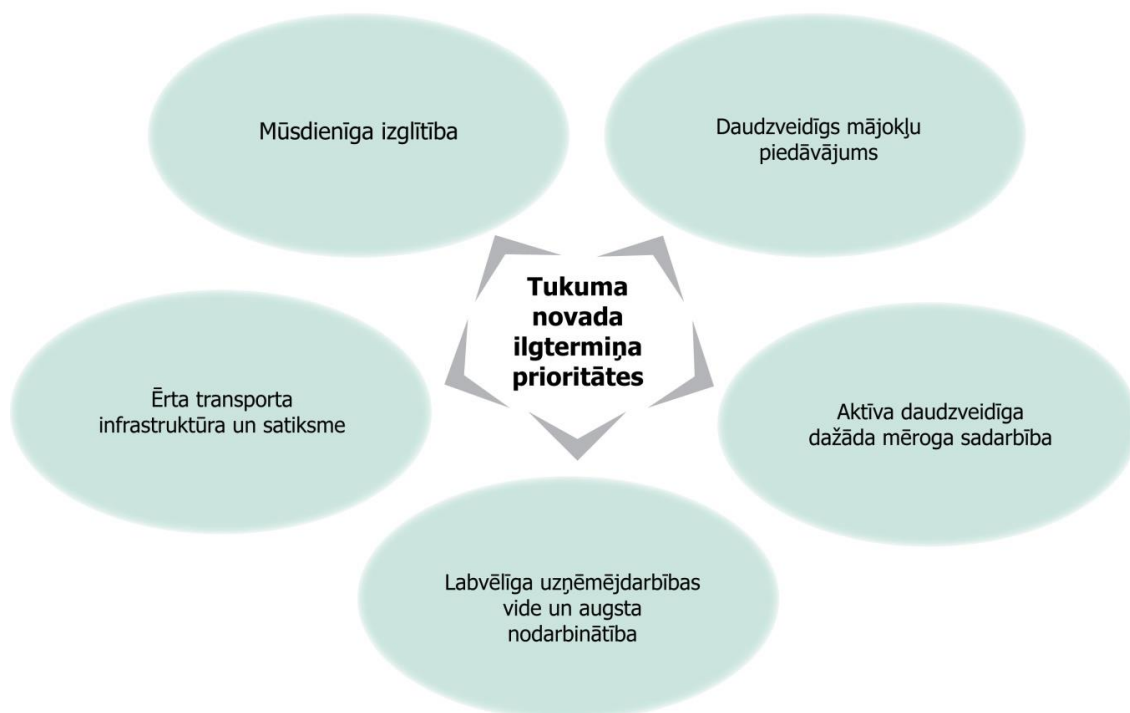 Mūsdienīga izglītība
Daudzveidīgs mājokļu
piedāvājums
Tukuma
novada
ilgtermiņa
prioritātes
Ērta transporta
infrastruktūra un satiksme
Aktīva daudzveidīga
dažāda mēroga sadarbība
Labvēlīga uzņēmējdarbības
vide un augsta
nodarbinātība